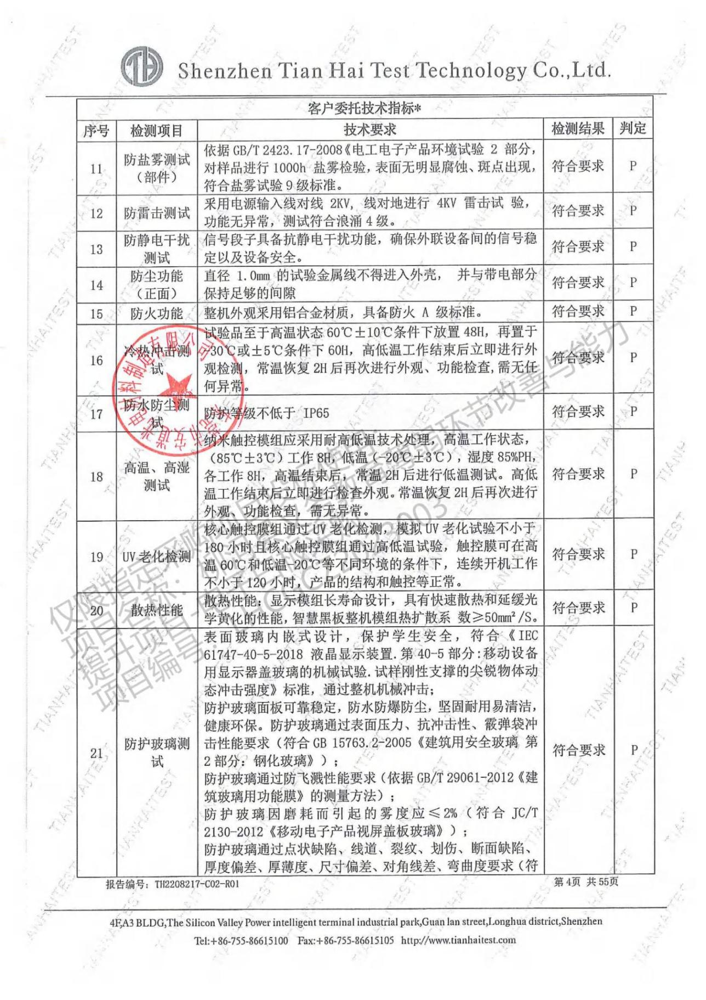 TH Shenzhen Tian Hai Test Technology Co.,Ltd.
客户委托技术指标*
序号 检测项目 技术要求 检测结果 判定
11 防盐雾测试（部件） 依据 GB/T 2423.17-2008《电工电子产品环境试验 2 部分，
对样品进行 1000h 盐雾检验，表面无明显腐蚀、斑点出现，
符合盐雾试验 9 级标准。 符合要求 P
12 防雷击测试 采用电源输入线对线 2KV, 线对地进行 4KV 雷击试 验，
功能无异常，测试符合浪涌 4 级。 符合要求 P
13 防静电干扰测试 信号段子具备抗静电干扰功能，确保外联设备间的信号稳
定以及设备安全。 符合要求 P
14 防尘功能（正面） 直径 1.0mm 的试验金属线不得进入外壳， 并与带电部分
保持足够的间隙 符合要求 P
15 防火功能 整机外观采用铝合金材质，具备防火 A 级标准。 符合要求 P
16 冷热冲击测试 试验品至于高温状态 60℃±10℃条件下放置 48H，再置于
-30℃或±5℃条件下 60H，高低温工作结束后立即进行外
观检测，常温恢复 2H 后再次进行外观、功能检查,需无任
何异常。 符合要求 P
17 防水防尘测试 防护等级不低于 IP65 符合要求 P
18 高温、高湿测试 纳米触控模组应采用耐高低温技术处理，高温工作状态，
（85℃±3℃）工作 8H，低温（-20℃±3℃），湿度 85%PH，
各工作 8H，高温结束后，常温 2H 后进行低温测试。高低
温工作结束后立即进行检查外观。常温恢复 2H 后再次进行
外观、功能检查，需无异常。 符合要求 P
19 UV 老化检测 核心触控膜组通过 UV 老化检测，模拟 UV 老化试验不小于
180 小时且核心触控膜组通过高低温试验，触控膜可在高
温 60℃和低温-20℃等不同环境的条件下，连续开机工作
不小于 120 小时，产品的结构和触控等正常。 符合要求 P
20 散热性能 散热性能：显示模组长寿命设计，具有快速散热和延缓光
学黄化的性能，智慧黑板整机模组热扩散系 数≥50mm²/S。 符合要求 P
21 防护玻璃测试 表面玻璃内嵌式设计，保护学生安全，符合《IEC
61747-40-5-2018 液晶显示装置.第 40-5 部分:移动设备
用显示器盖玻璃的机械试验.试样刚性支撑的尖锐物体动
态冲击强度》标准，通过整机机械冲击；
防护玻璃面板可靠稳定，防水防爆防尘，坚固耐用易清洁，
健康环保。防护玻璃通过表面压力、抗冲击性、霰弹袋冲
击性能要求（符合 GB 15763.2-2005《建筑用安全玻璃 第
2 部分：钢化玻璃》）；
防护玻璃通过防飞溅性能要求（依据 GB/T 29061-2012《建
筑玻璃用功能膜》的测量方法）；
防护玻璃因磨耗而引起的雾度应≤2%（符合 JC/T
2130-2012《移动电子产品视屏盖板玻璃》）；
防护玻璃通过点状缺陷、线道、裂纹、划伤、断面缺陷、
厚度偏差、厚薄度、尺寸偏差、对角线差、弯曲度要求（符 符合要求 P
报告编号：TH2208217-C02-R01 第 4页 共 55页
4F,A3 BLDG,The Silicon Valley Power intelligent terminal industrial park,Guan lan street,Longhua district,Shenzhen
Tel:+86-755-86615100 Fax:+86-755-86615105 http://www.tianhaitest.com
TIANHAITEST